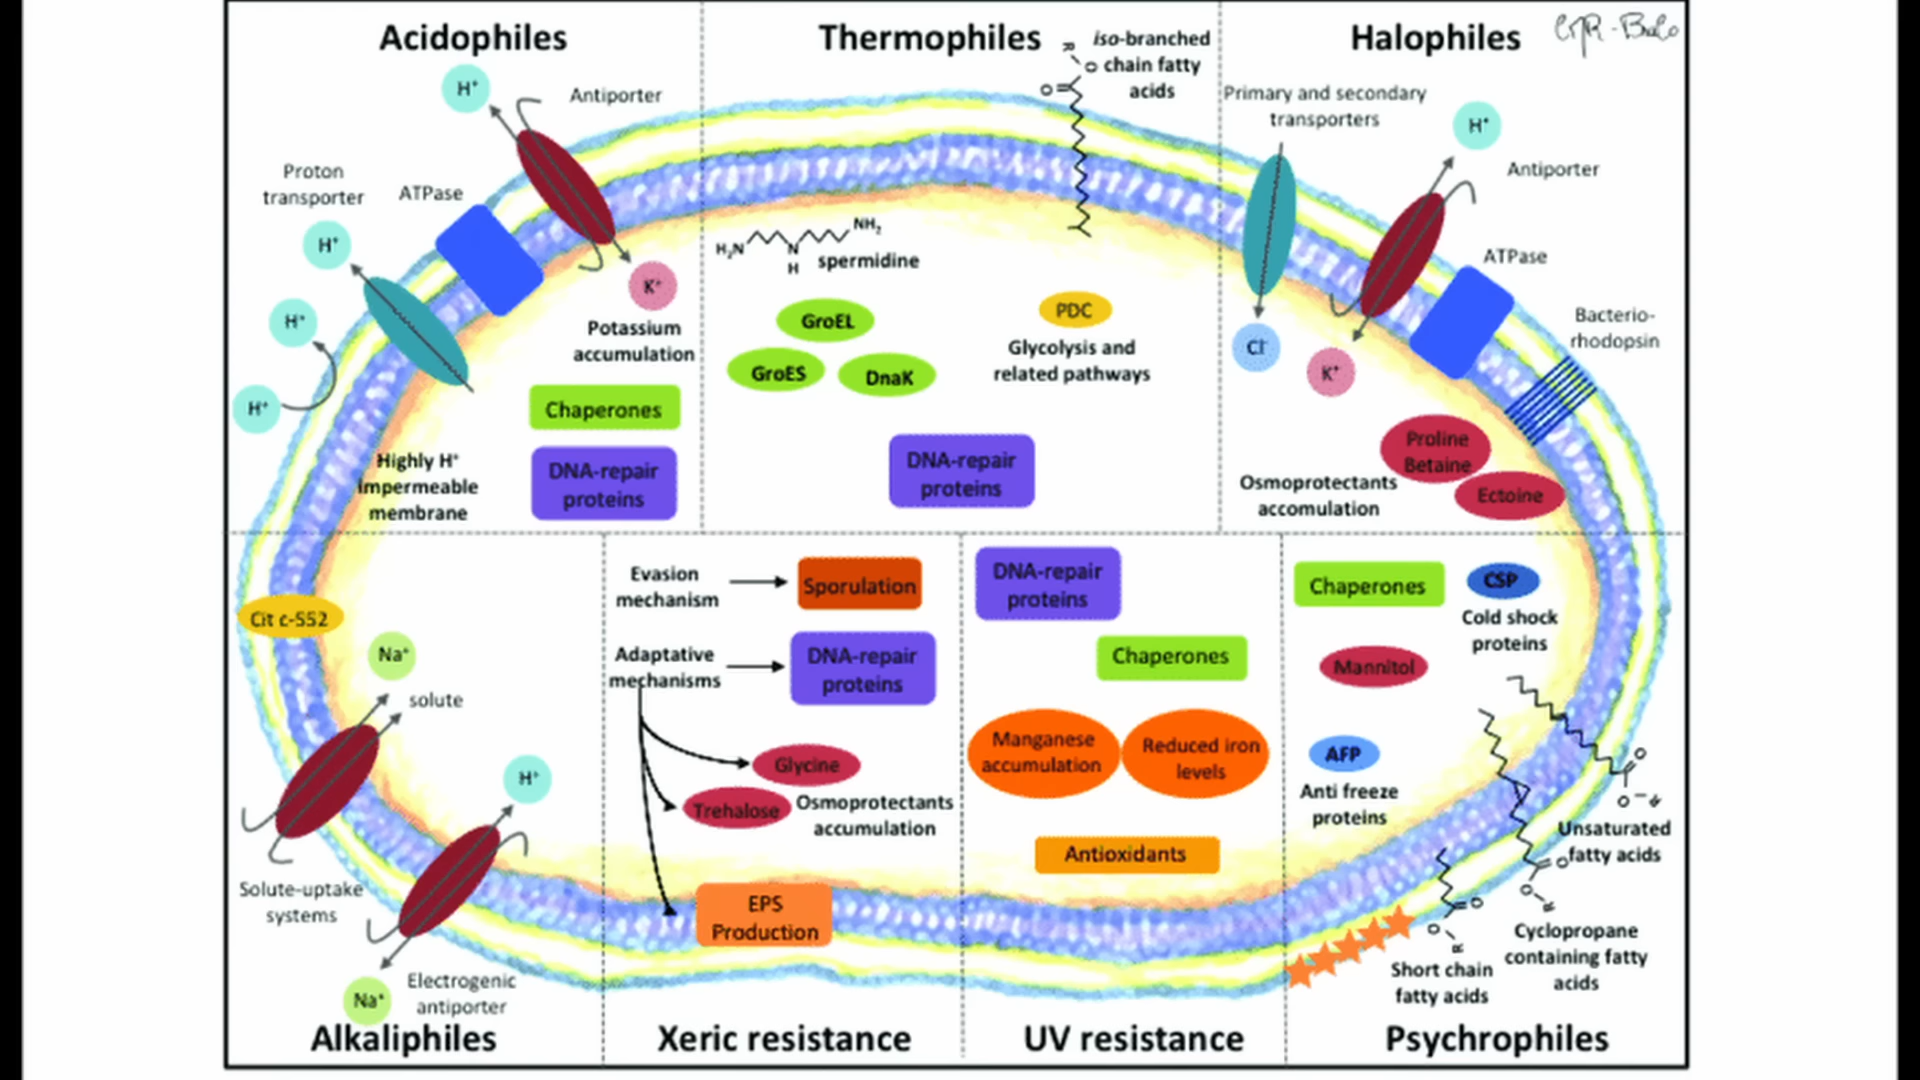 Acidophiles
Thermophiles
Halophiles
H⁺
Antiporter
Proton
transporter
ATPase
H⁺
H⁺
H⁺
K⁺
Potassium
accumulation
Chaperones
DNA-repair
proteins
Highly H⁺
impermeable
membrane
iso-branched
chain fatty
acids
R
O
O
H₂N
N
H
NH₂
spermidine
GroEL
GroES
DnaK
PDC
Glycolysis and
related pathways
DNA-repair
proteins
Primary and secondary
transporters
H⁺
Antiporter
ATPase
Bacterio-
rhodopsin
Cl⁻
K⁺
Proline
Betaine
Ectoine
Osmoprotectants
accomulation
Cit c-552
Na⁺
solute
H⁺
Solute-uptake
systems
Electrogenic
antiporter
Na⁺
Alkaliphiles
Evasion
mechanism
Sporulation
Adaptative
mechanisms
DNA-repair
proteins
Glycine
Trehalose
Osmoprotectants
accumulation
EPS
Production
Xeric resistance
DNA-repair
proteins
Chaperones
Manganese
accumulation
Reduced iron
levels
Antioxidants
UV resistance
Chaperones
CSP
Cold shock
proteins
Mannitol
AFP
Anti freeze
proteins
O
O
Unsaturated
fatty acids
O
O
R
Cyclopropane
containing fatty
acids
O
O
R
Short chain
fatty acids
Psychrophiles